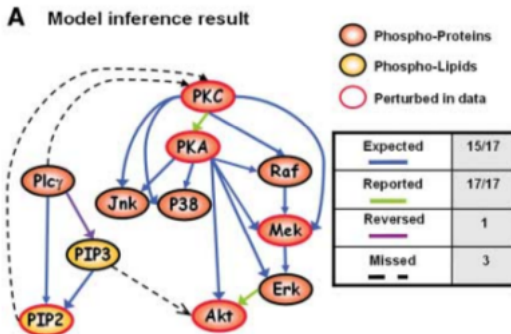 A Model inference result
Phospho-Proteins
Phospho-Lipids
Perturbed in data
PKC
PKA
Plcγ
Raf
Jnk
P38
Mek
PIP3
Erk
PIP2
Akt
Expected 15/17
Reported 17/17
Reversed 1
Missed 3